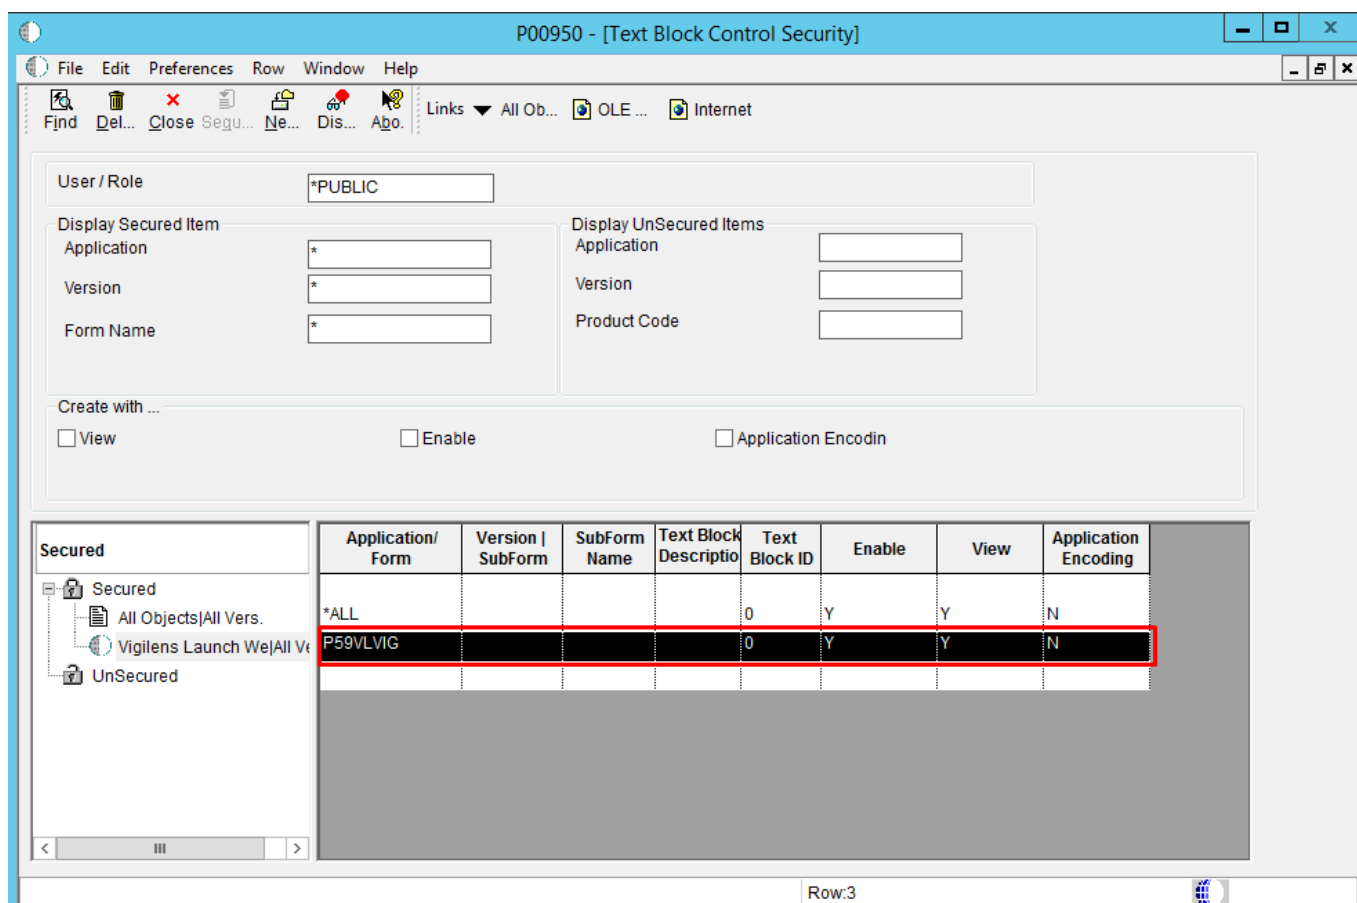 P00950 - [Text Block Control Security]
File Edit Preferences Row Window Help
Find Del... Close Sequ... Ne... Dis... Abo. Links All Ob... OLE ... Internet
User / Role *PUBLIC
Display Secured Item
Application *
Version *
Form Name *
Display UnSecured Items
Application
Version
Product Code
Create with ...
View Enable Application Encodin
Secured
Secured
All Objects|All Vers.
Vigilens Launch We|All Ve
UnSecured
Application/ Form Version | SubForm SubForm Name Text Block Descriptio Text Block ID Enable View Application Encoding
*ALL 0 Y Y N
P59VLVIG 0 Y Y N
Row:3